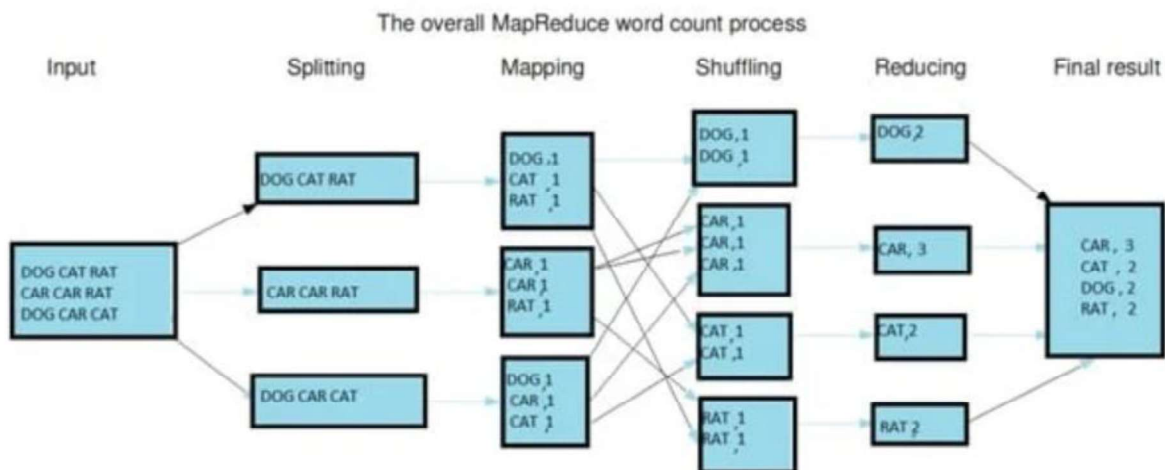 The overall MapReduce word count process
Input
Splitting
Mapping
Shuffling
Reducing
Final result
DOG CAT RAT
CAR CAR RAT
DOG CAR CAT
DOG CAT RAT
CAR CAR RAT
DOG CAR CAT
DOG,1
CAT ,1
RAT ,1
CAR ,1
CAR,1
RAT ,1
DOG,1
CAR ,1
CAT ,1
DOG,1
DOG ,1
CAR,1
CAR,1
CAR,1
CAT ,1
CAT ,1
RAT ,1
RAT ,1
DOG,2
CAR, 3
CAT,2
RAT,2
CAR, 3
CAT , 2
DOG, 2
RAT, 2